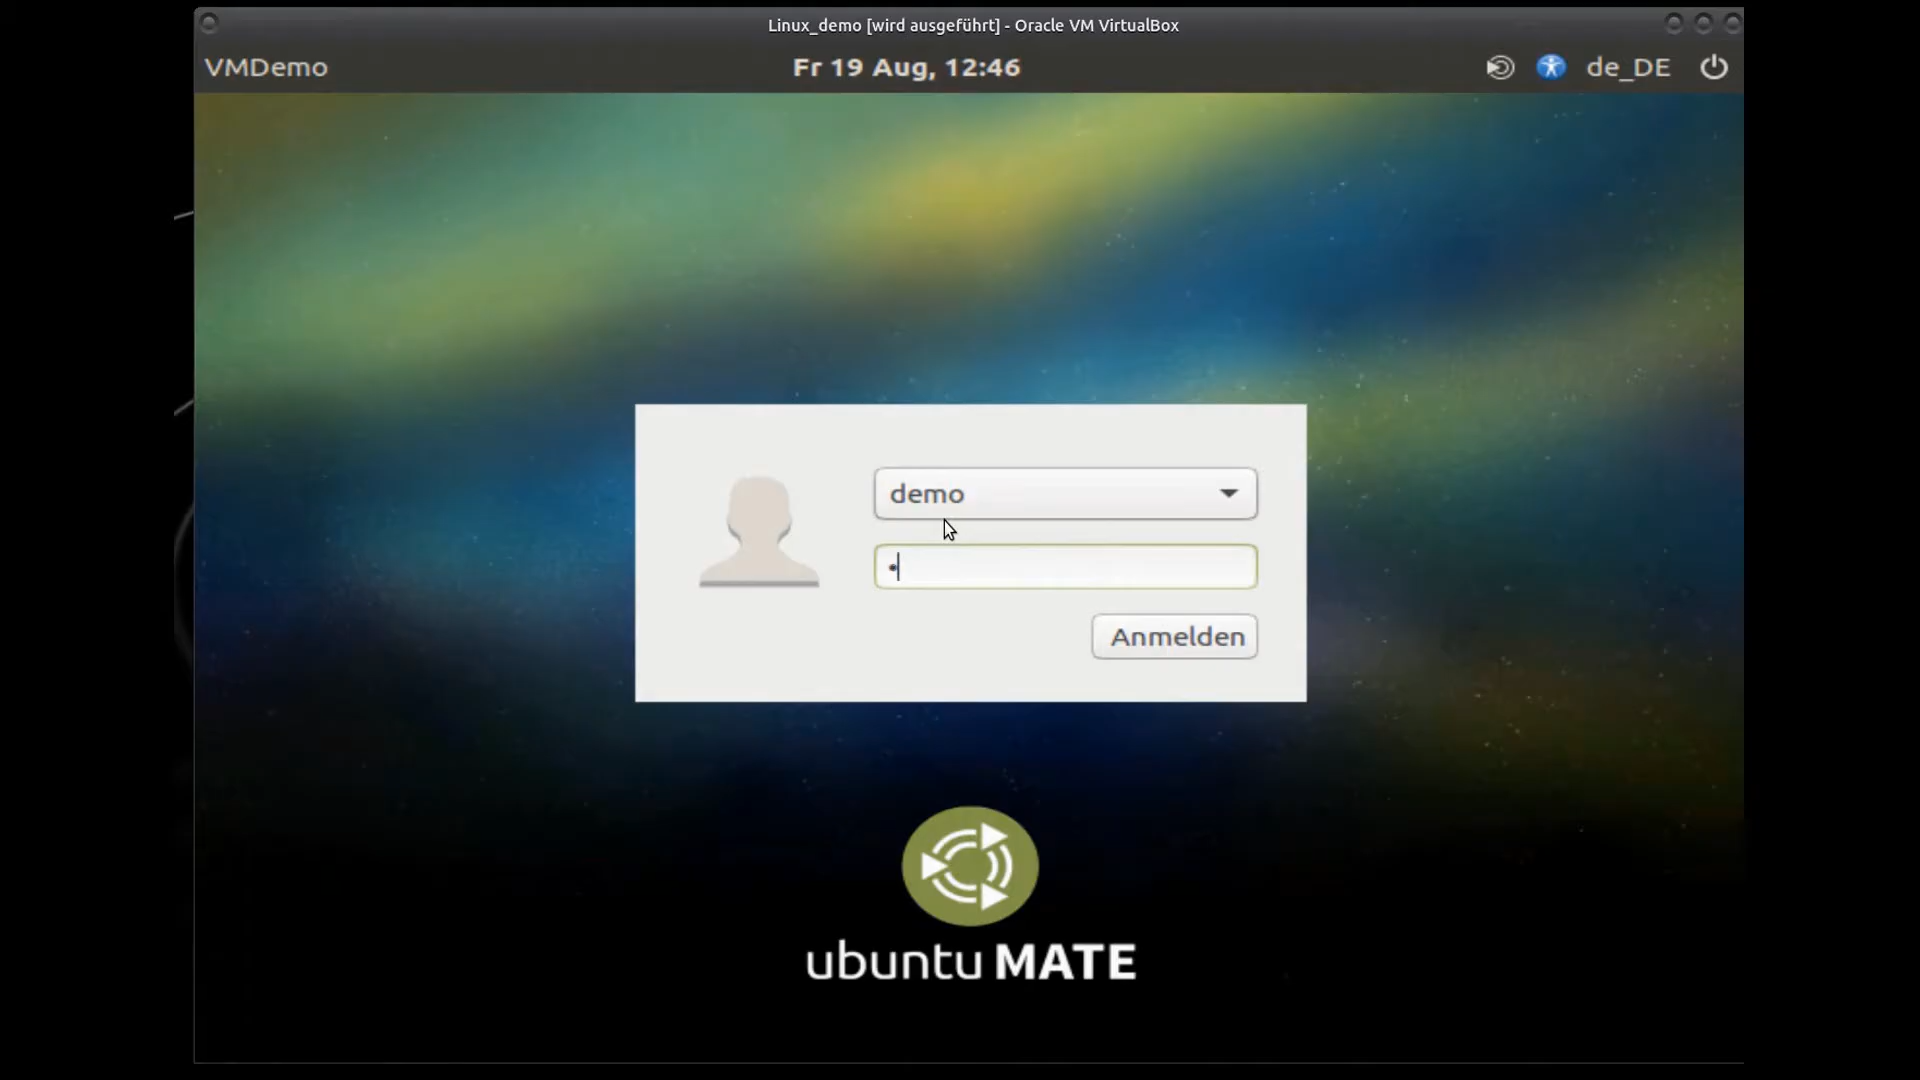 Linux_demo [wird ausgeführt] - Oracle VM VirtualBox
VMDemo
Fr 19 Aug, 12:46
de_DE
demo
•
Anmelden
ubuntu MATE